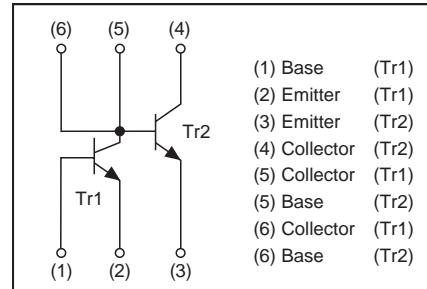 (6) (5) (4)
Tr2
Tr1
(1) (2) (3)
(1) Base (Tr1)
(2) Emitter (Tr1)
(3) Emitter (Tr2)
(4) Collector (Tr2)
(5) Collector (Tr1)
(5) Base (Tr2)
(6) Collector (Tr1)
(6) Base (Tr2)